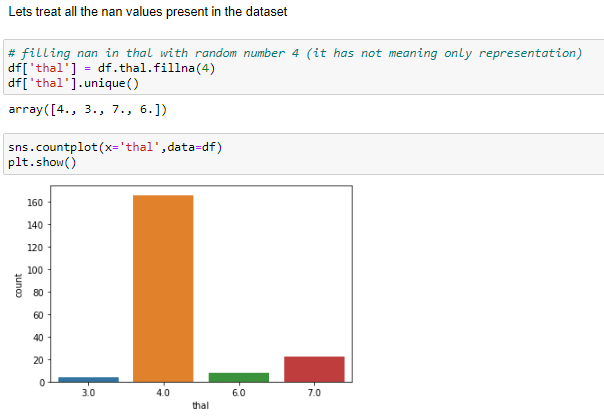 Lets treat all the nan values present in the dataset
# filling nan in thal with random number 4 (it has not meaning only representation)
df['thal'] = df.thal.fillna(4)
df['thal'].unique()
array([4., 3., 7., 6.])
sns.countplot(x='thal',data=df)
plt.show()
160
140
120
100
80
60
40
20
0
count
3.0 4.0 6.0 7.0
thal